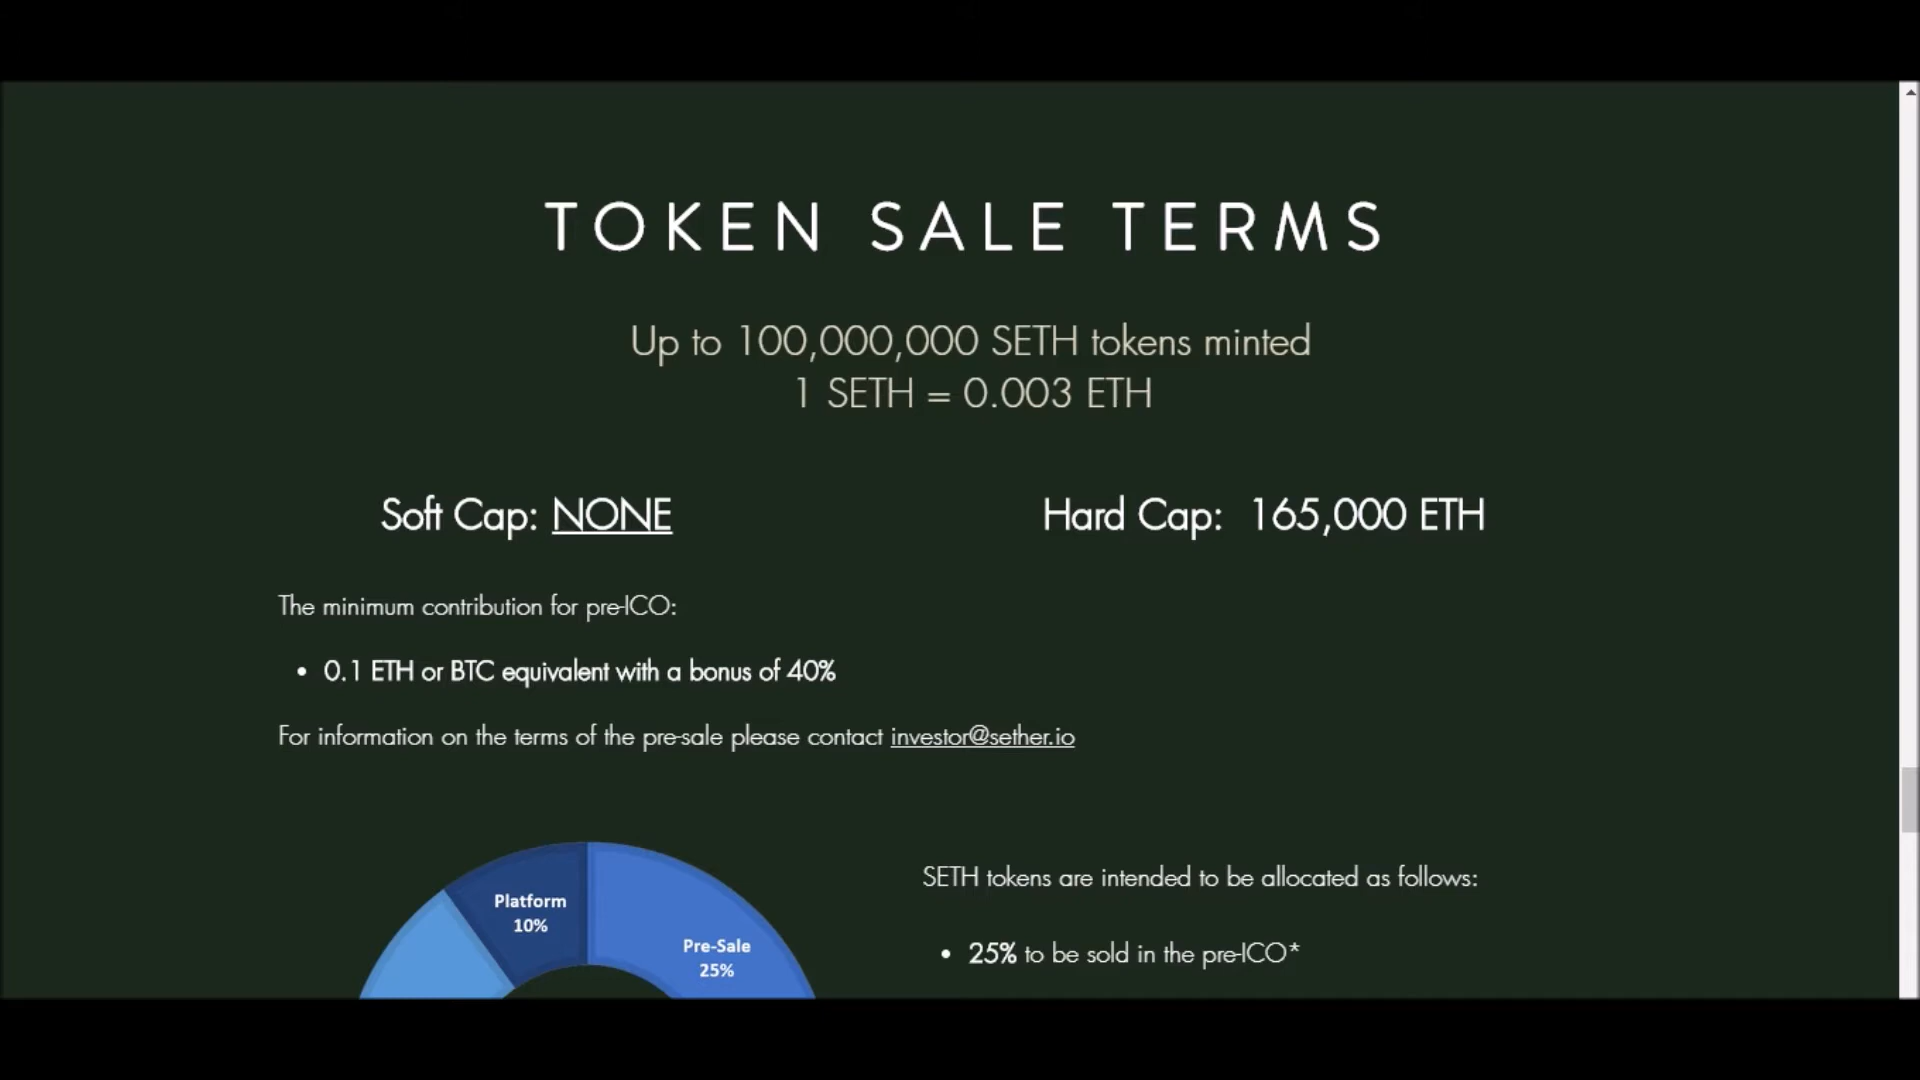 TOKEN SALE TERMS
Up to 100,000,000 SETH tokens minted
1 SETH = 0.003 ETH
Soft Cap: NONE
Hard Cap: 165,000 ETH
The minimum contribution for pre-ICO:
• 0.1 ETH or BTC equivalent with a bonus of 40%
For information on the terms of the pre-sale please contact investor@sether.io
Platform
10%
Pre-Sale
25%
SETH tokens are intended to be allocated as follows:
• 25% to be sold in the pre-ICO*